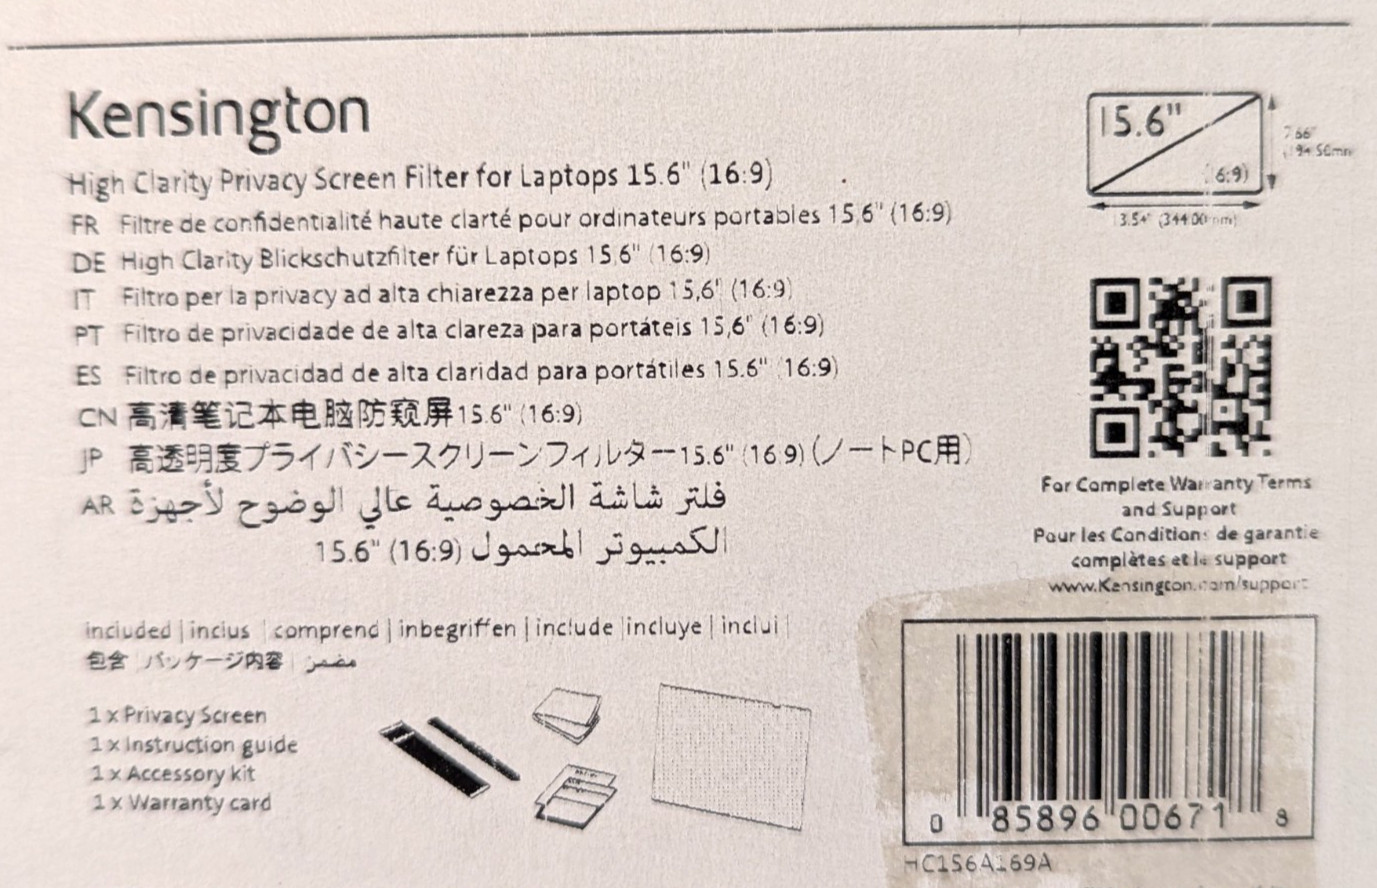 Kensington
High Clarity Privacy Screen Filter for Laptops 15.6" (16:9)
FR Filtre de confidentialité haute clarté pour ordinateurs portables 15,6" (16:9)
DE High Clarity Blickschutzfilter für Laptops 15,6" (16:9)
IT Filtro per la privacy ad alta chiarezza per laptop 15,6" (16:9)
PT Filtro de privacidade de alta clareza para portáteis 15,6" (16:9)
ES Filtro de privacidad de alta claridad para portátiles 15.6" (16:9)
CN 高清笔记本电脑防窥屏15.6" (16:9)
JP 高透明度プライバシースクリーンフィルター15.6" (16:9) (ノートPC用)
AR فلتر شاشة الخصوصية عالي الوضوح لأجهزة
الكمبيوتر المحمول (16:9) "15.6
included | inclus | comprend | inbegriffen | include | incluye | inclui |
包含 | パッケージ内容 | مضمن
1 x Privacy Screen
1 x Instruction guide
1 x Accessory kit
1 x Warranty card
15.6"
(16:9)
7.66"
(194.50mm
13.54" (344.00mm)
For Complete Warranty Terms
and Support
Pour les Conditions de garantie
complètes et le support
www.Kensington.com/support
0 85896 00671 8
HC156A169A